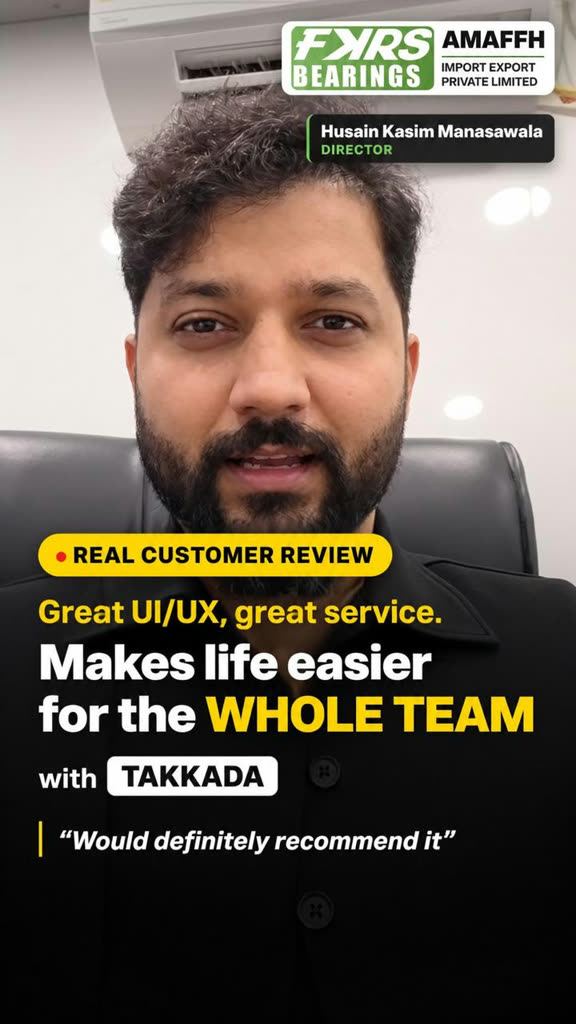 FKRS
BEARINGS
AMAFFH
IMPORT EXPORT
PRIVATE LIMITED
Husain Kasim Manasawala
DIRECTOR
REAL CUSTOMER REVIEW
Great UI/UX, great service.
Makes life easier
for the WHOLE TEAM
with TAKKADA
“Would definitely recommend it”